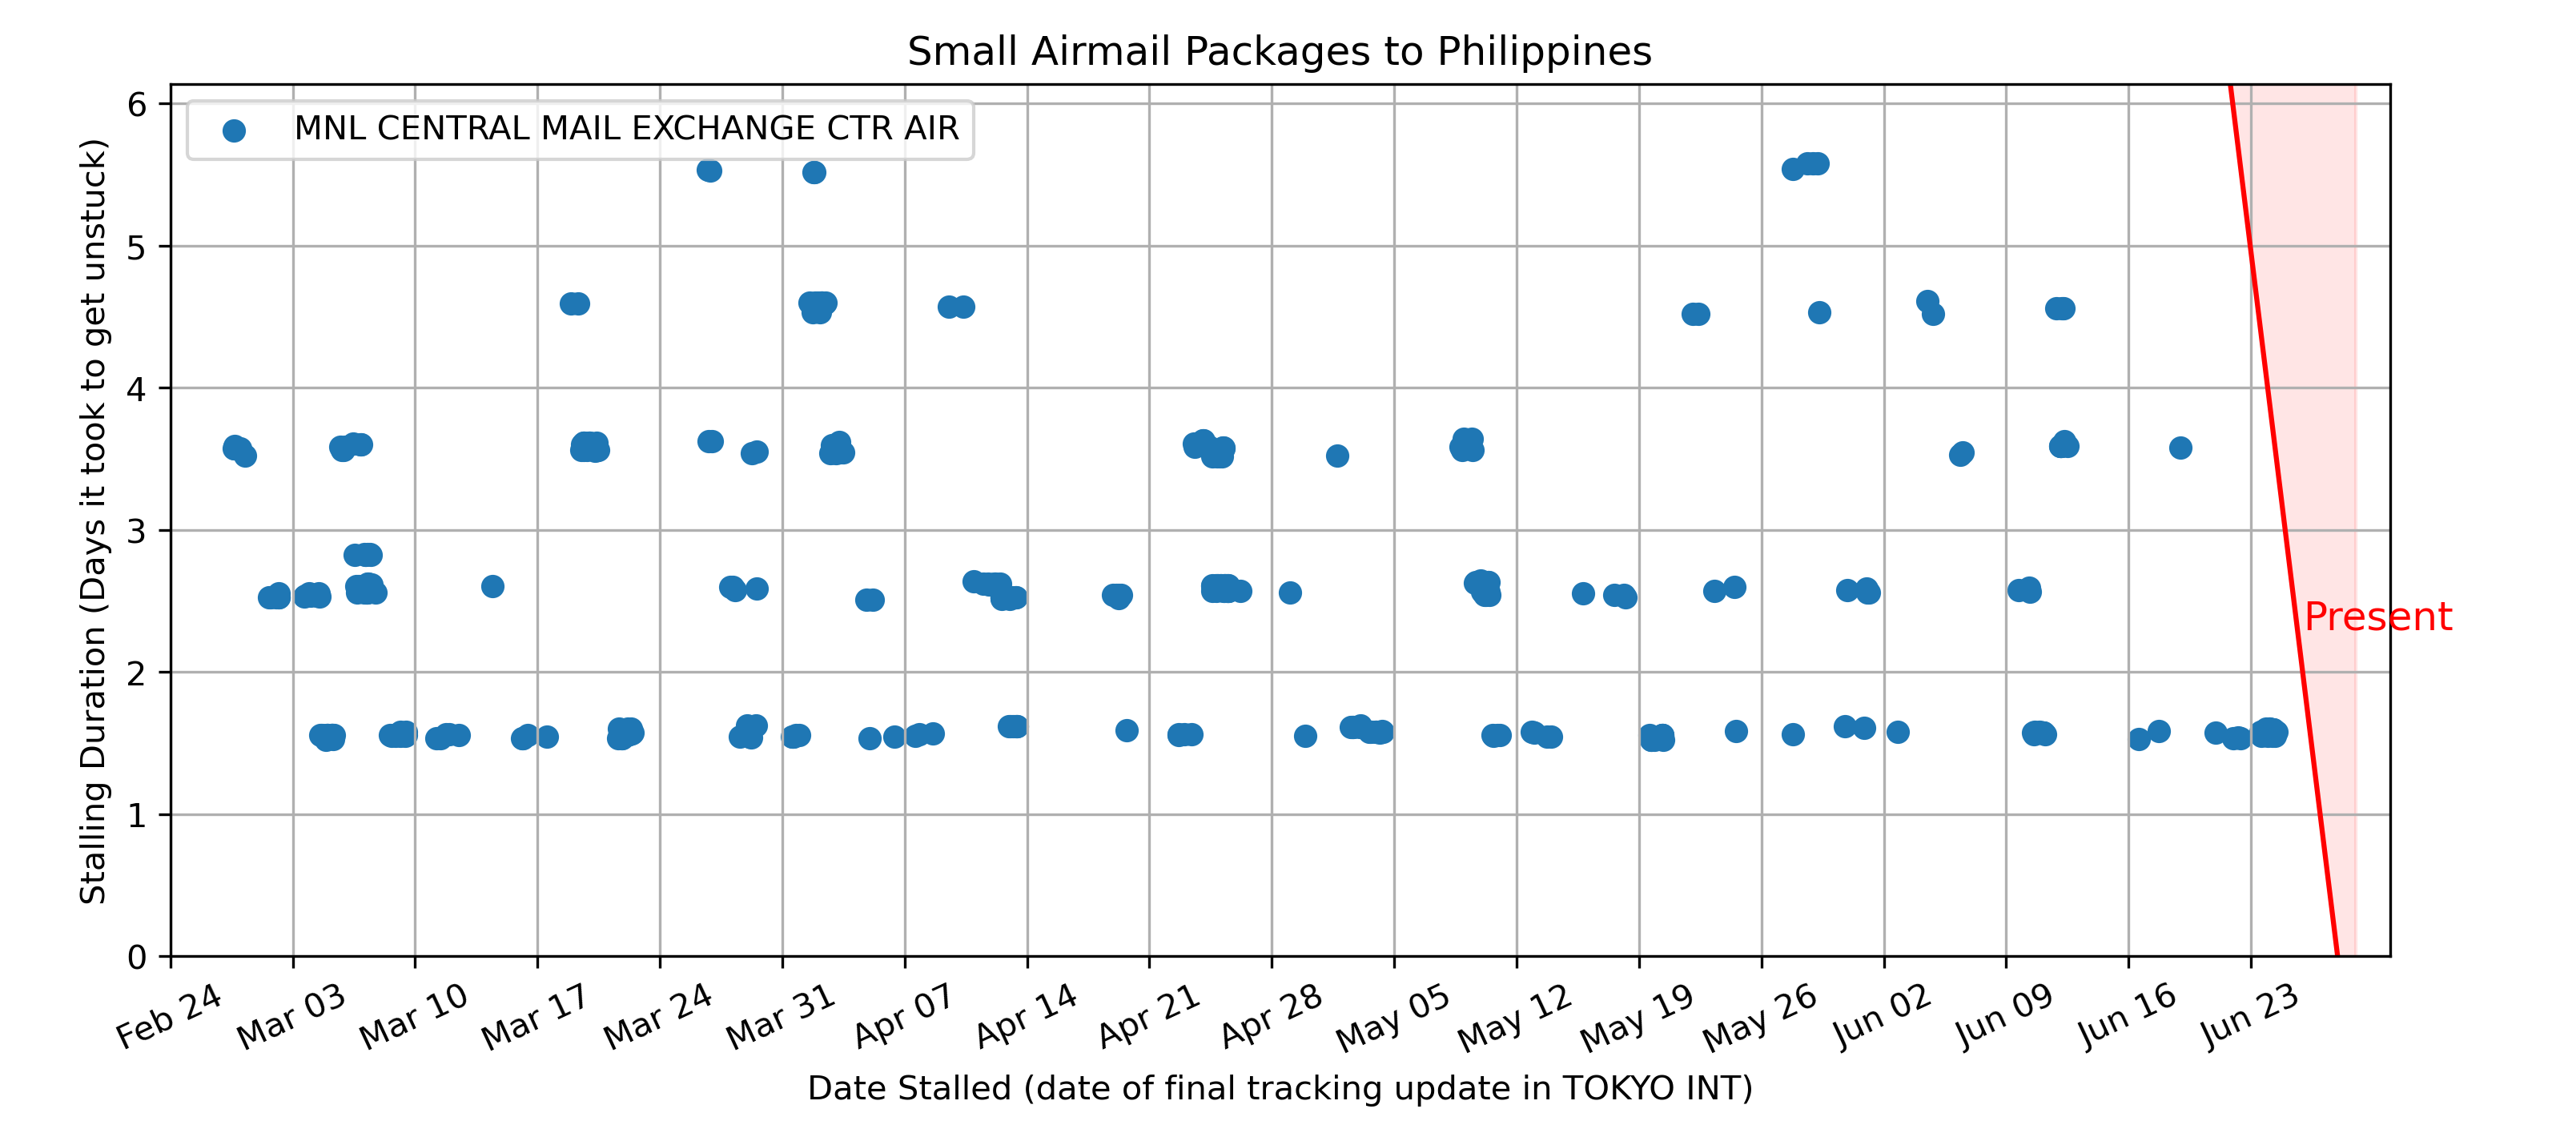 Small Airmail Packages to Philippines
MNL CENTRAL MAIL EXCHANGE CTR AIR
Stalling Duration (Days it took to get unstuck)
6
5
4
3
2
1
0
Present
Feb 24 Mar 03 Mar 10 Mar 17 Mar 24 Mar 31 Apr 07 Apr 14 Apr 21 Apr 28 May 05 May 12 May 19 May 26 Jun 02 Jun 09 Jun 16 Jun 23
Date Stalled (date of final tracking update in TOKYO INT)